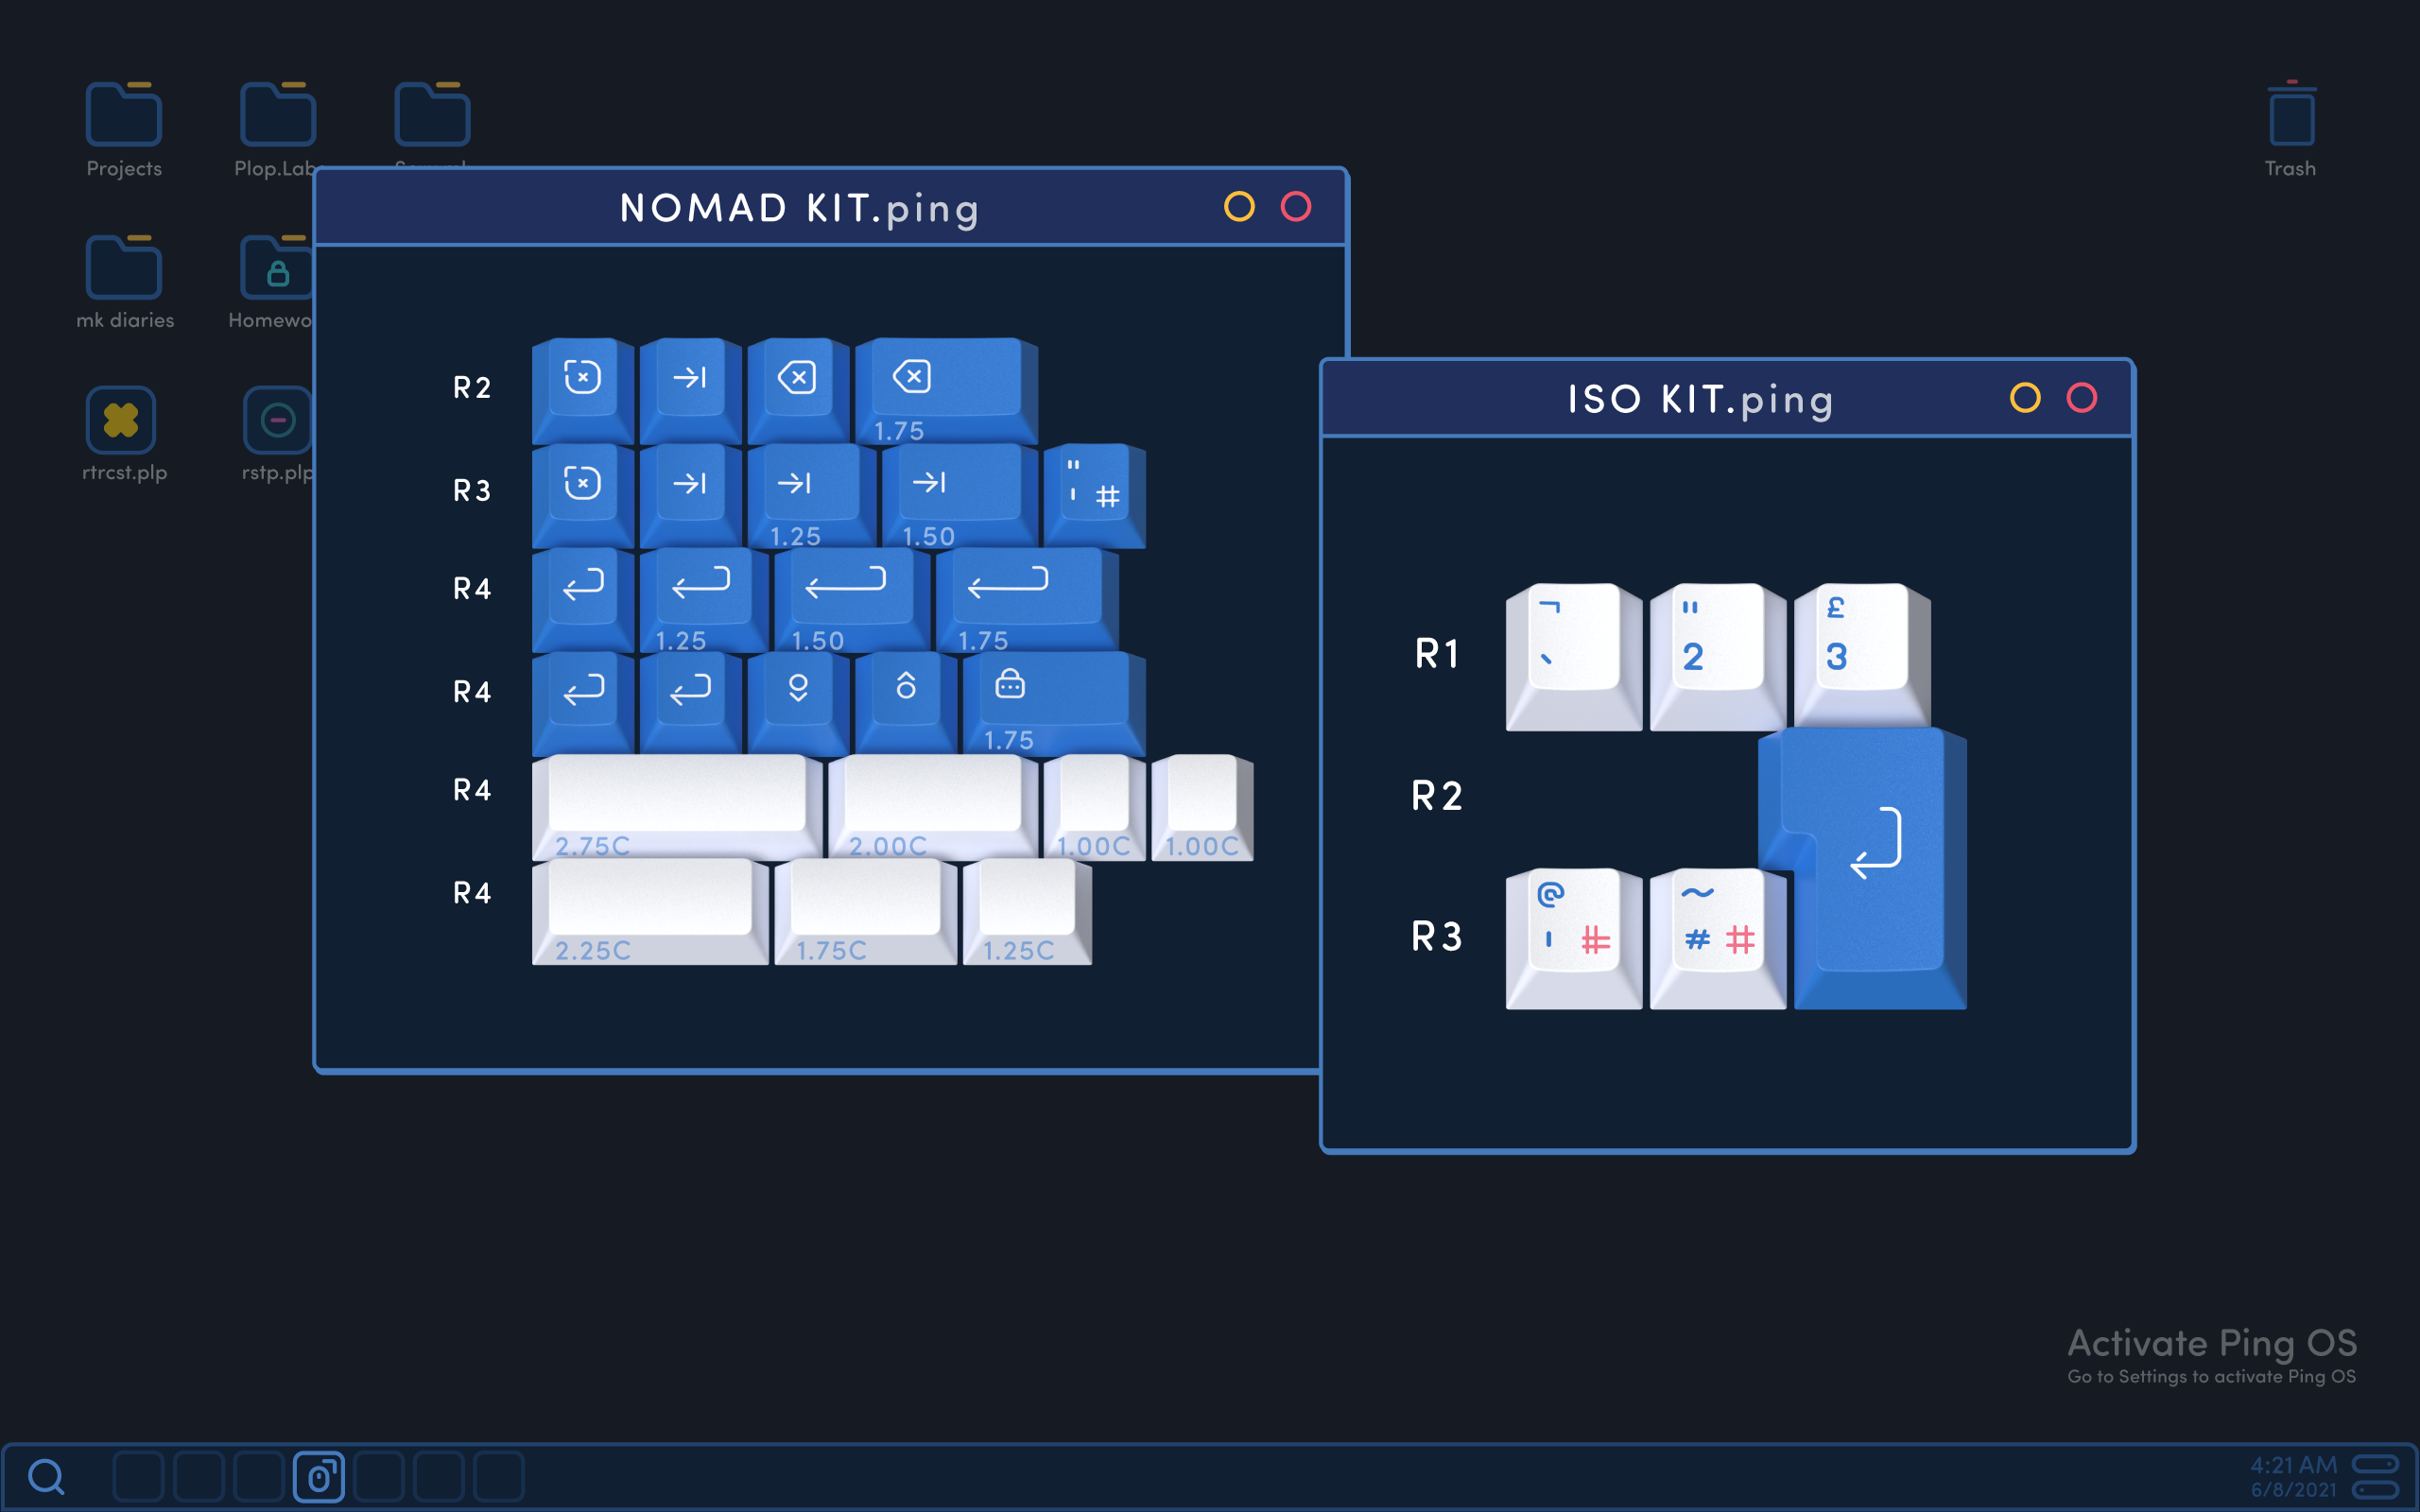 Projects
Plop.Lab
Trash
mk diaries
Homewo
rtrcst.plp
rstp.plp
NOMAD KIT.ping
R2
1.75
R3
1.25 1.50
" ' #
R4
1.25 1.50 1.75
R4
1.75
R4
2.75C 2.00C 1.00C 1.00C
R4
2.25C 1.75C 1.25C
ISO KIT.ping
R1
¬ " £
` 2 3
R2
R3
@ ~
' # # #
Activate Ping OS
Go to Settings to activate Ping OS
4:21 AM
6/8/2021